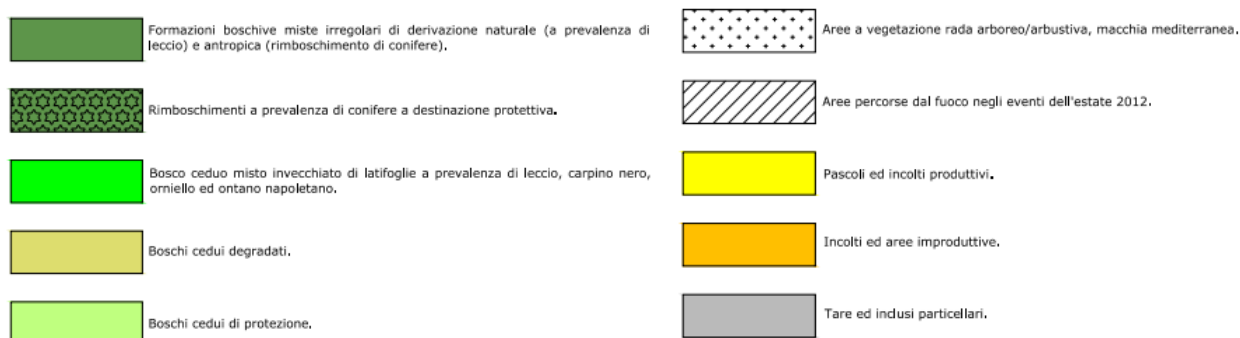 Formazioni boschive miste irregolari di derivazione naturale (a prevalenza di
leccio) e antropica (rimboschimento di conifere).
Rimboschimenti a prevalenza di conifere a destinazione protettiva.
Bosco ceduo misto invecchiato di latifoglie a prevalenza di leccio, carpino nero,
orniello ed ontano napoletano.
Boschi cedui degradati.
Boschi cedui di protezione.
Aree a vegetazione rada arboreo/arbustiva, macchia mediterranea.
Aree percorse dal fuoco negli eventi dell'estate 2012.
Pascoli ed incolti produttivi.
Incolti ed aree improduttive.
Tare ed inclusi particellari.